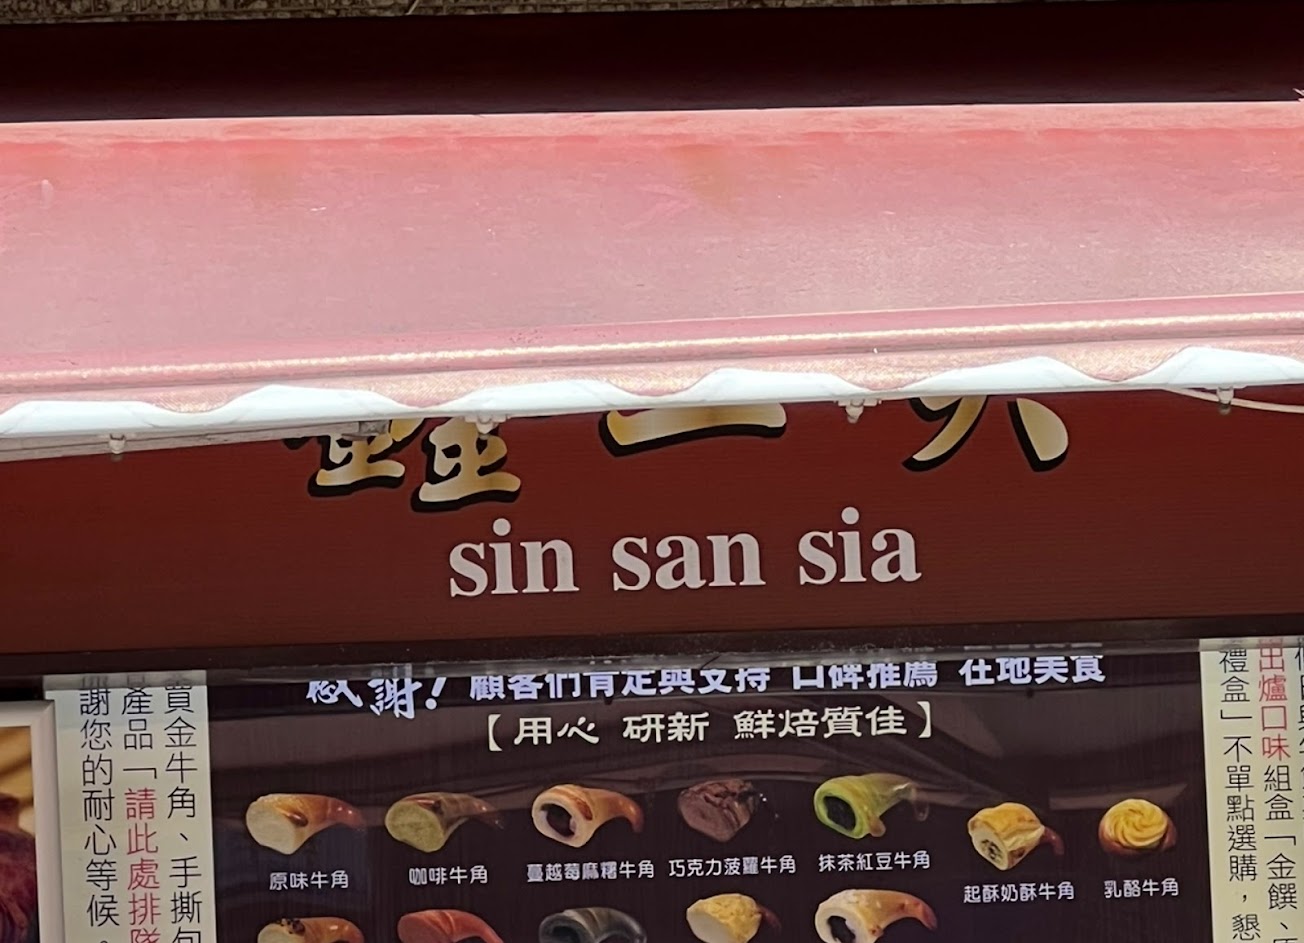 sin san sia
感謝! 顧客們肯定與支持 口碑推薦 在地美食
【用心 研新 鮮焙質佳】
原味牛角
咖啡牛角
蔓越莓麻糬牛角
巧克力菠蘿牛角
抹茶紅豆牛角
起酥奶酥牛角
乳酪牛角
賣金牛角、手撕包
產品「請此處排隊
謝您的耐心等候。
出爐口味組盒「金饌、
禮盒」不單點選購，懇